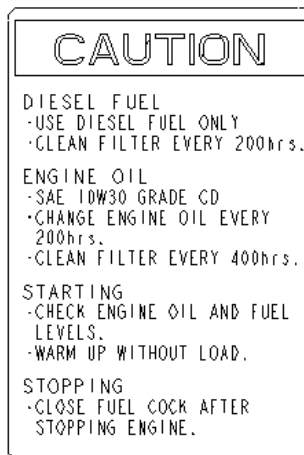 CAUTION
DIESEL FUEL
·USE DIESEL FUEL ONLY
·CLEAN FILTER EVERY 200hrs.
ENGINE OIL
·SAE 10W30 GRADE CD
·CHANGE ENGINE OIL EVERY
200hrs.
·CLEAN FILTER EVERY 400hrs.
STARTING
·CHECK ENGINE OIL AND FUEL
LEVELS.
·WARM UP WITHOUT LOAD.
STOPPING
·CLOSE FUEL COCK AFTER
STOPPING ENGINE.